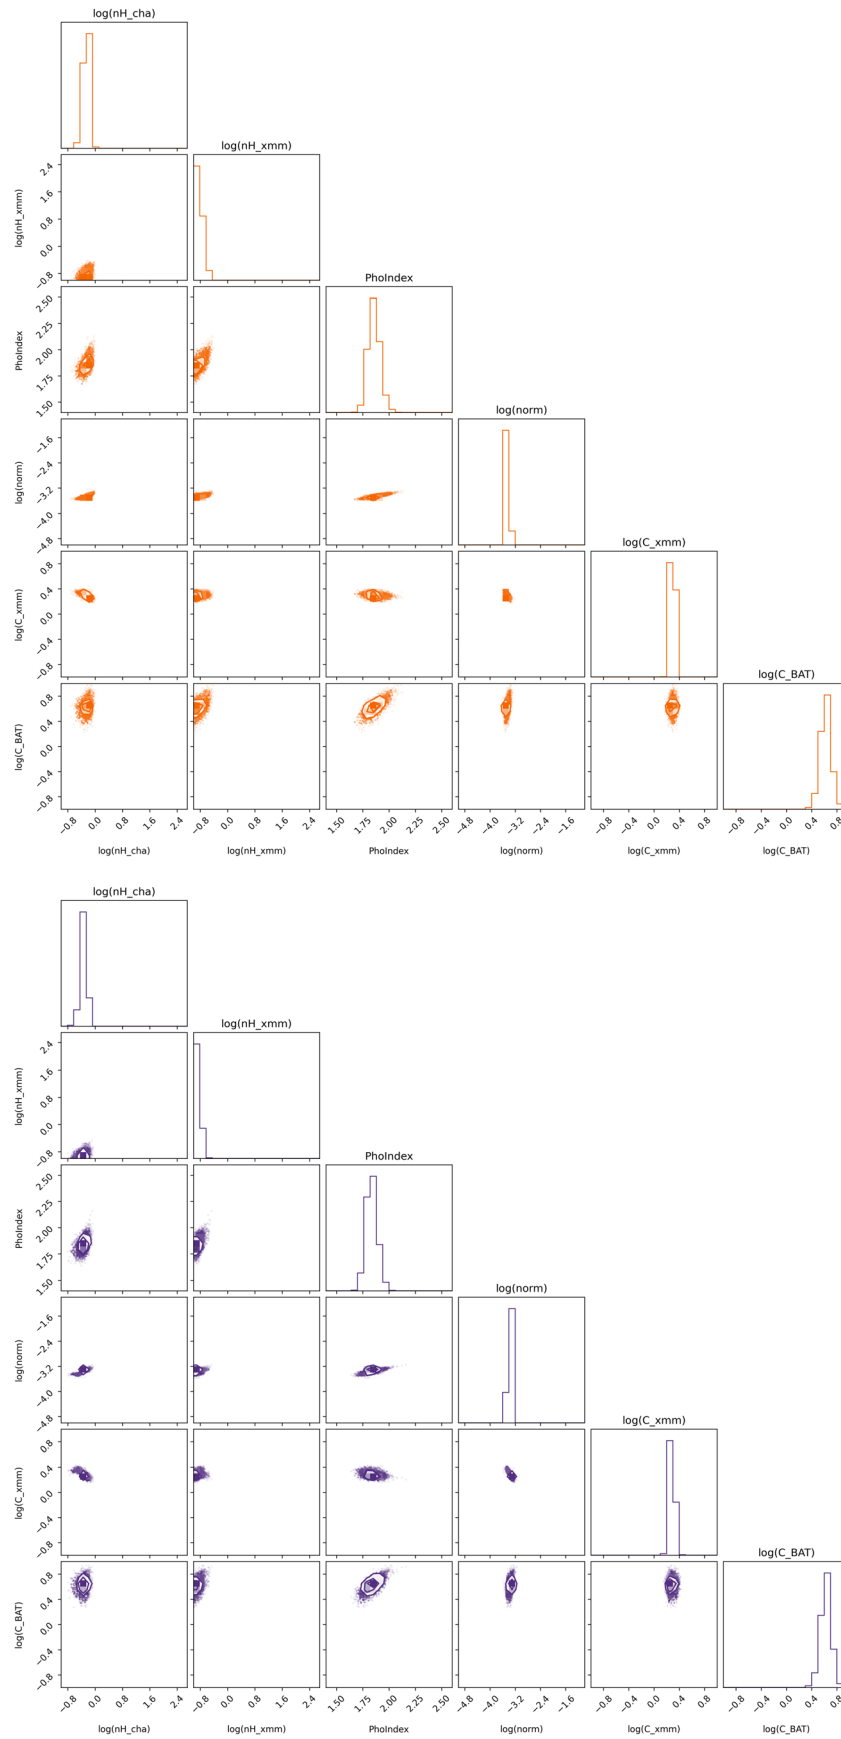 log(nH_cha)
log(nH_xmm)
log(nH_xmm)
2.4
1.6
0.8
0.0
−0.8
PhoIndex
PhoIndex
2.50
2.25
2.00
1.75
1.50
log(norm)
log(norm)
−1.6
−2.4
−3.2
−4.0
−4.8
log(C_xmm)
log(C_xmm)
0.8
0.4
0.0
−0.4
−0.8
log(C_BAT)
log(C_BAT)
0.8
0.4
0.0
−0.4
−0.8
−0.8 0.0 0.8 1.6 2.4 −0.8 0.0 0.8 1.6 2.4 1.50 1.75 2.00 2.25 2.50 −4.8 −4.0 −3.2 −2.4 −1.6 −0.8 −0.4 0.0 0.4 0.8 −0.8 −0.4 0.0 0.4 0.8
log(nH_cha) log(nH_xmm) PhoIndex log(norm) log(C_xmm) log(C_BAT)
log(nH_cha)
log(nH_xmm)
log(nH_xmm)
2.4
1.6
0.8
0.0
−0.8
PhoIndex
PhoIndex
2.50
2.25
2.00
1.75
1.50
log(norm)
log(norm)
−1.6
−2.4
−3.2
−4.0
−4.8
log(C_xmm)
log(C_xmm)
0.8
0.4
0.0
−0.4
−0.8
log(C_BAT)
log(C_BAT)
0.8
0.4
0.0
−0.4
−0.8
−0.8 0.0 0.8 1.6 2.4 −0.8 0.0 0.8 1.6 2.4 1.50 1.75 2.00 2.25 2.50 −4.8 −4.0 −3.2 −2.4 −1.6 −0.8 −0.4 0.0 0.4 0.8 −0.8 −0.4 0.0 0.4 0.8
log(nH_cha) log(nH_xmm) PhoIndex log(norm) log(C_xmm) log(C_BAT)